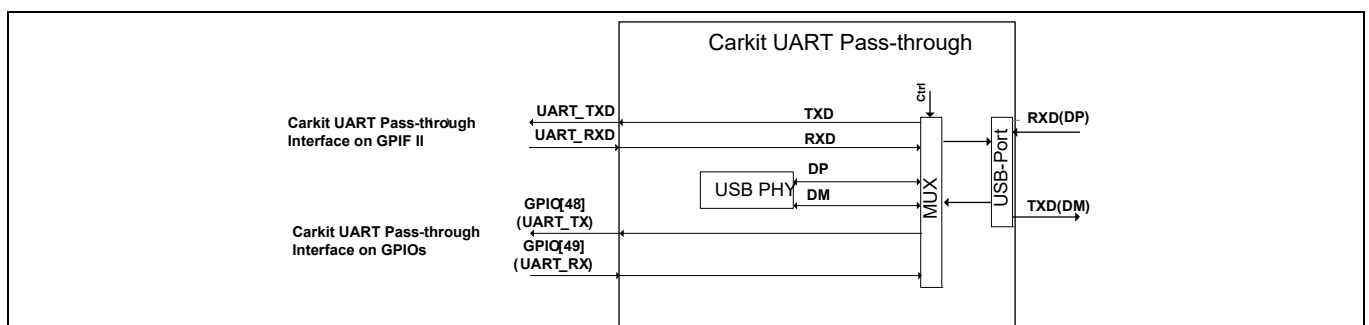 Carkit UART Pass-through
Ctrl
UART_TXD
TXD
RXD(DP)
Carkit UART Pass-through
Interface on GPIF II
UART_RXD
RXD
DP
USB PHY
DM
MUX
USB-Port
TXD(DM)
GPIO[48]
(UART_TX)
Carkit UART Pass-through
Interface on GPIOs
GPIO[49]
(UART_RX)